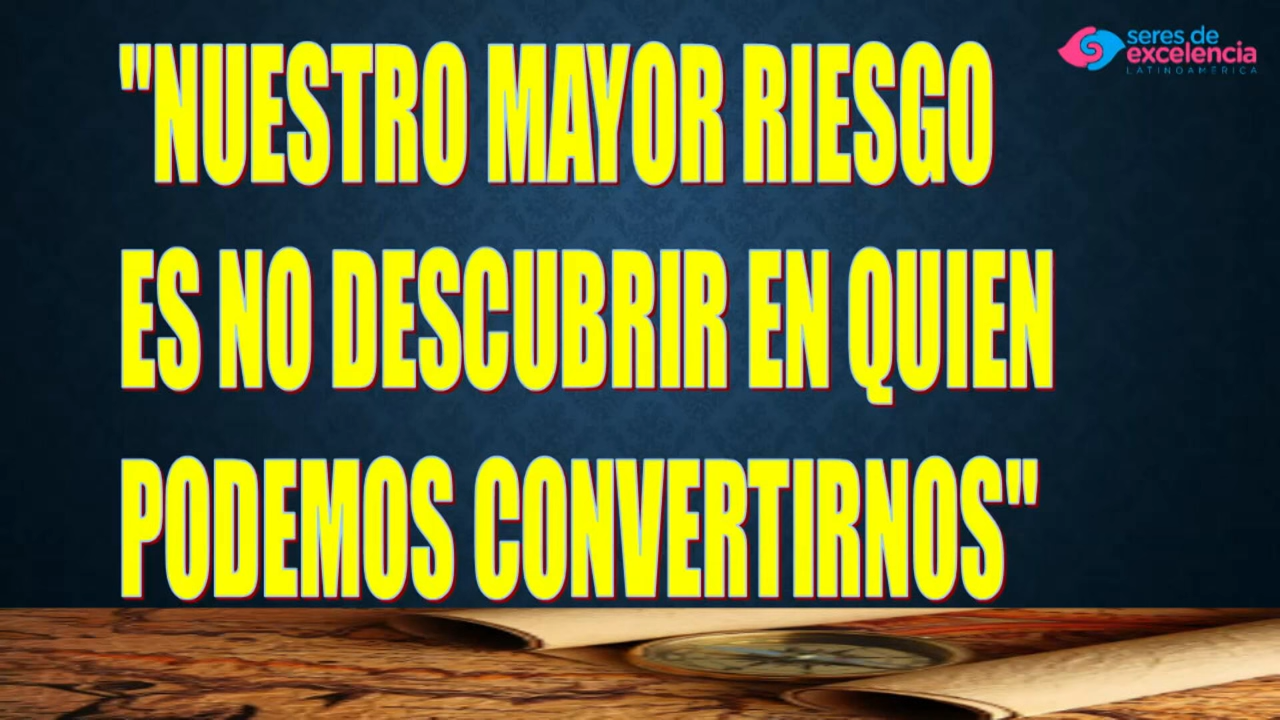 seres de
excelencia
LATINOAMÉRICA
"NUESTRO MAYOR RIESGO
ES NO DESCUBRIR EN QUIEN
PODEMOS CONVERTIRNOS"